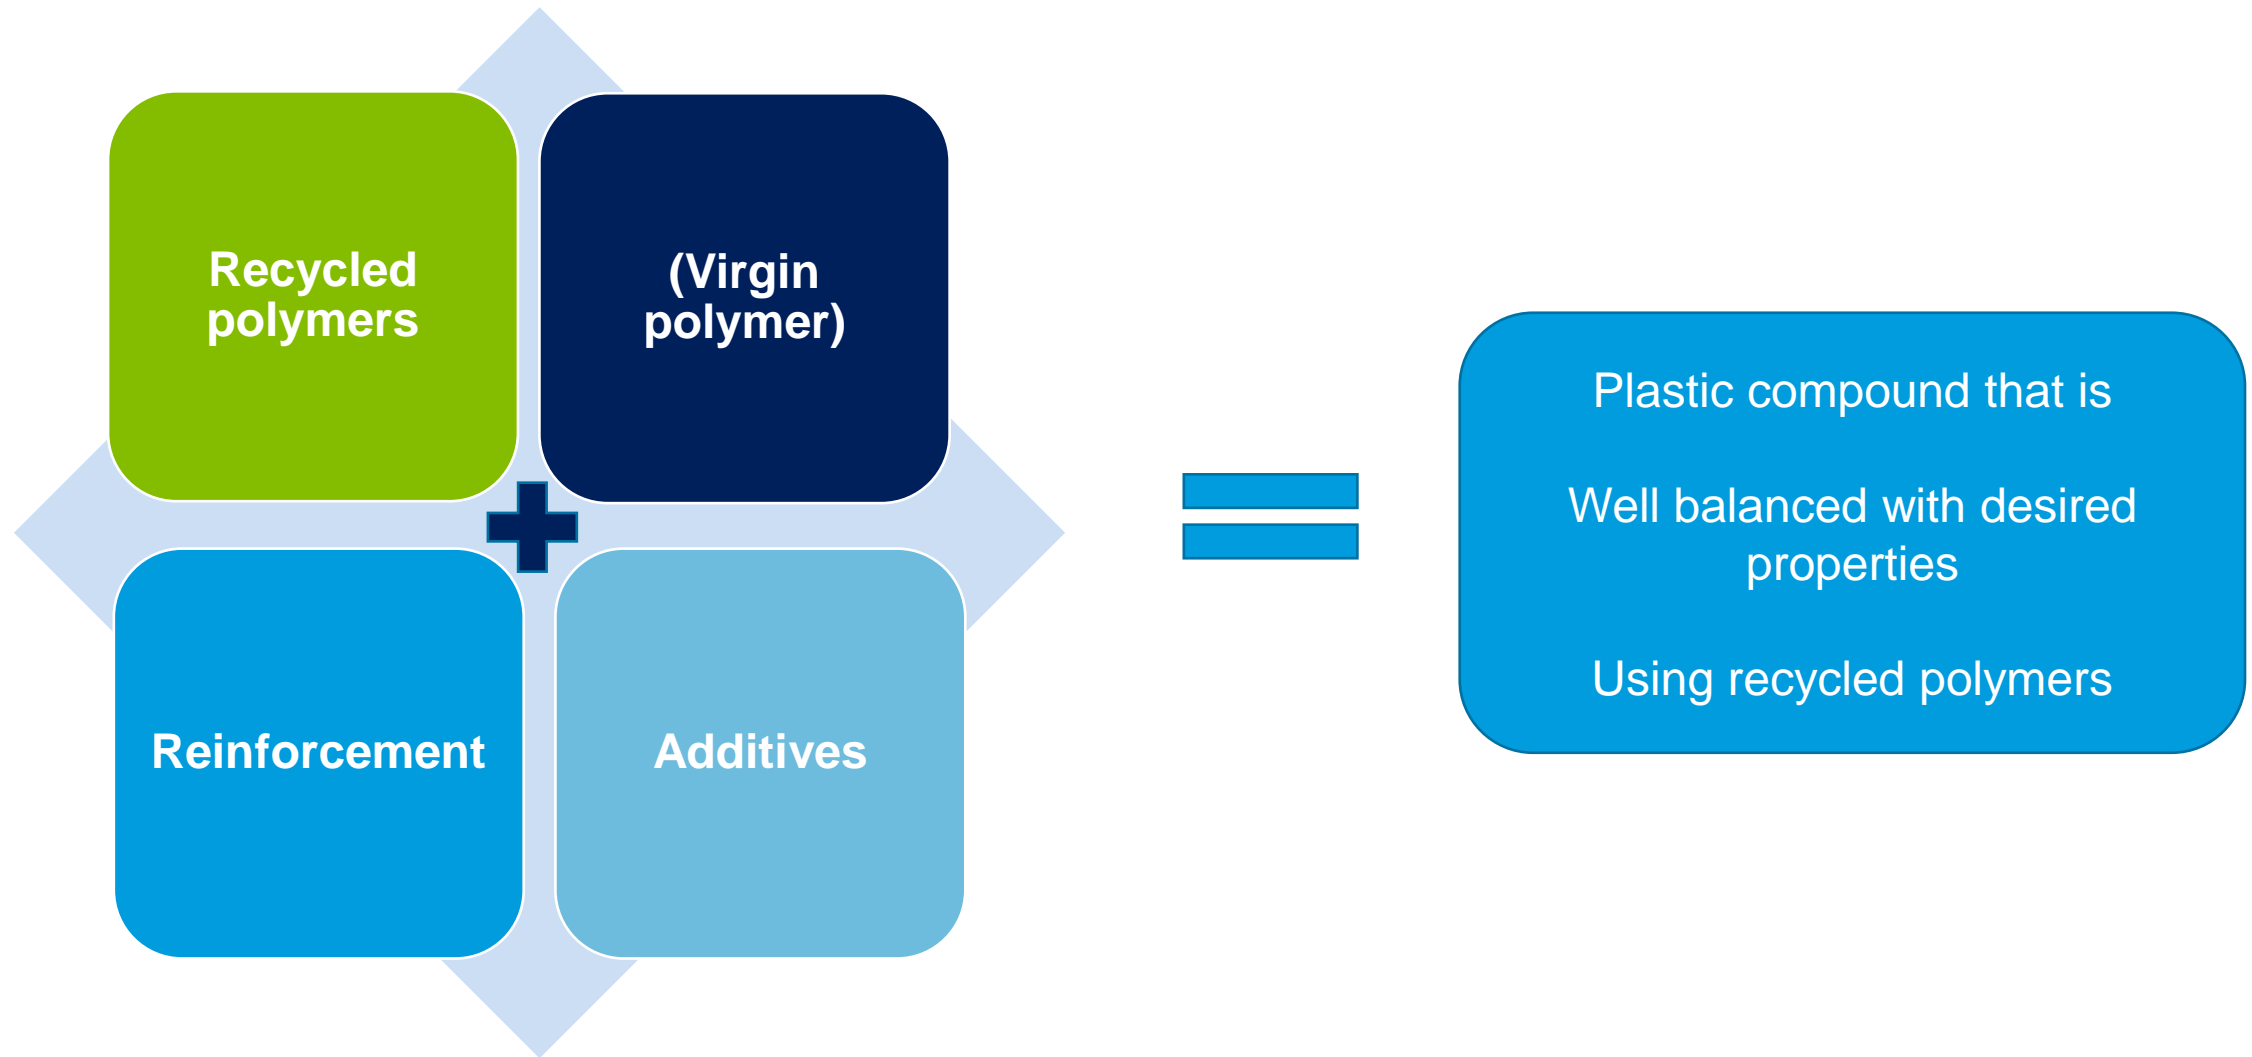 Recycled
polymers
(Virgin
polymer)
Reinforcement
Additives
Plastic compound that is
Well balanced with desired
properties
Using recycled polymers